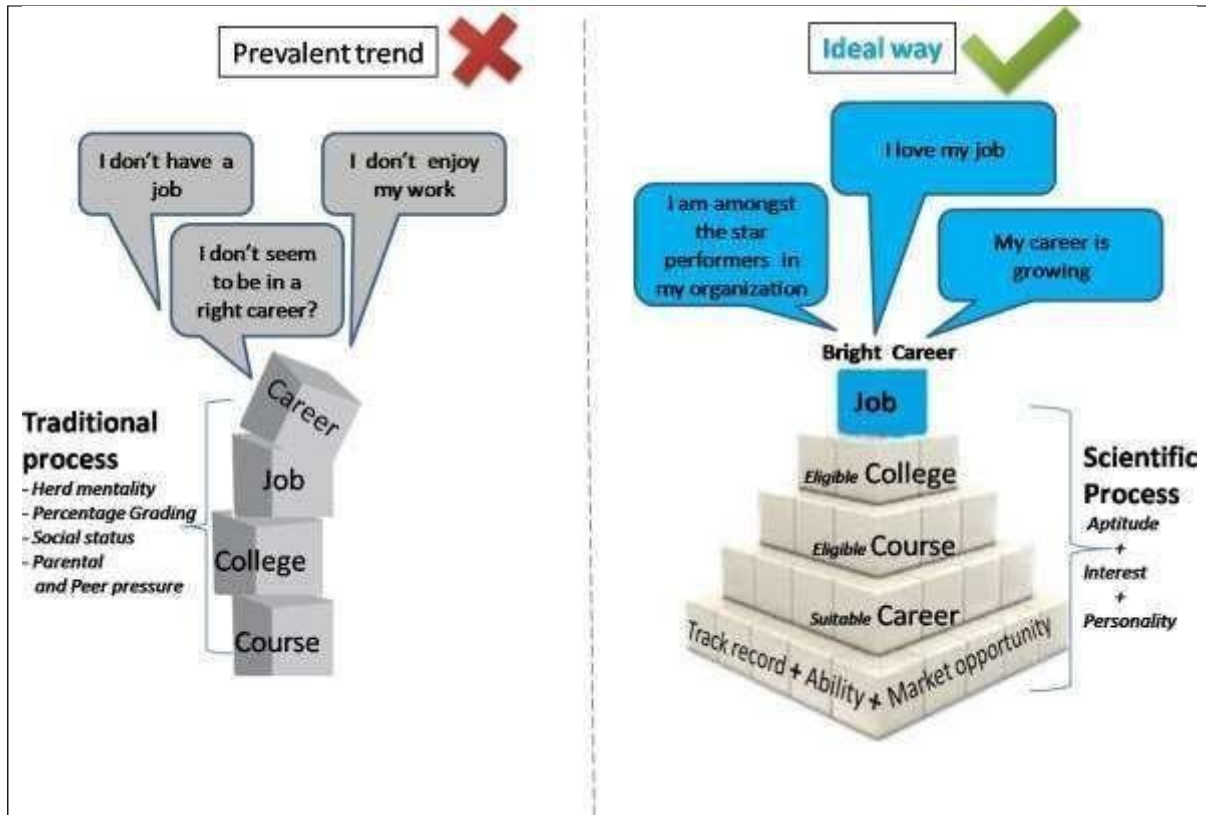 Prevalent trend
I don't have a
job
I don't enjoy
my work
I don't seem
to be in a
right career?
Career
Job
College
Course
Traditional
process
- Herd mentality
- Percentage Grading
- Social status
- Parental
and Peer pressure
Ideal way
I love my job
I am amongst
the star
performers in
my organization
My career is
growing
Bright Career
Job
Eligible College
Eligible Course
Suitable Career
Track record + Ability + Market opportunity
Scientific
Process
Aptitude
+
Interest
+
Personality